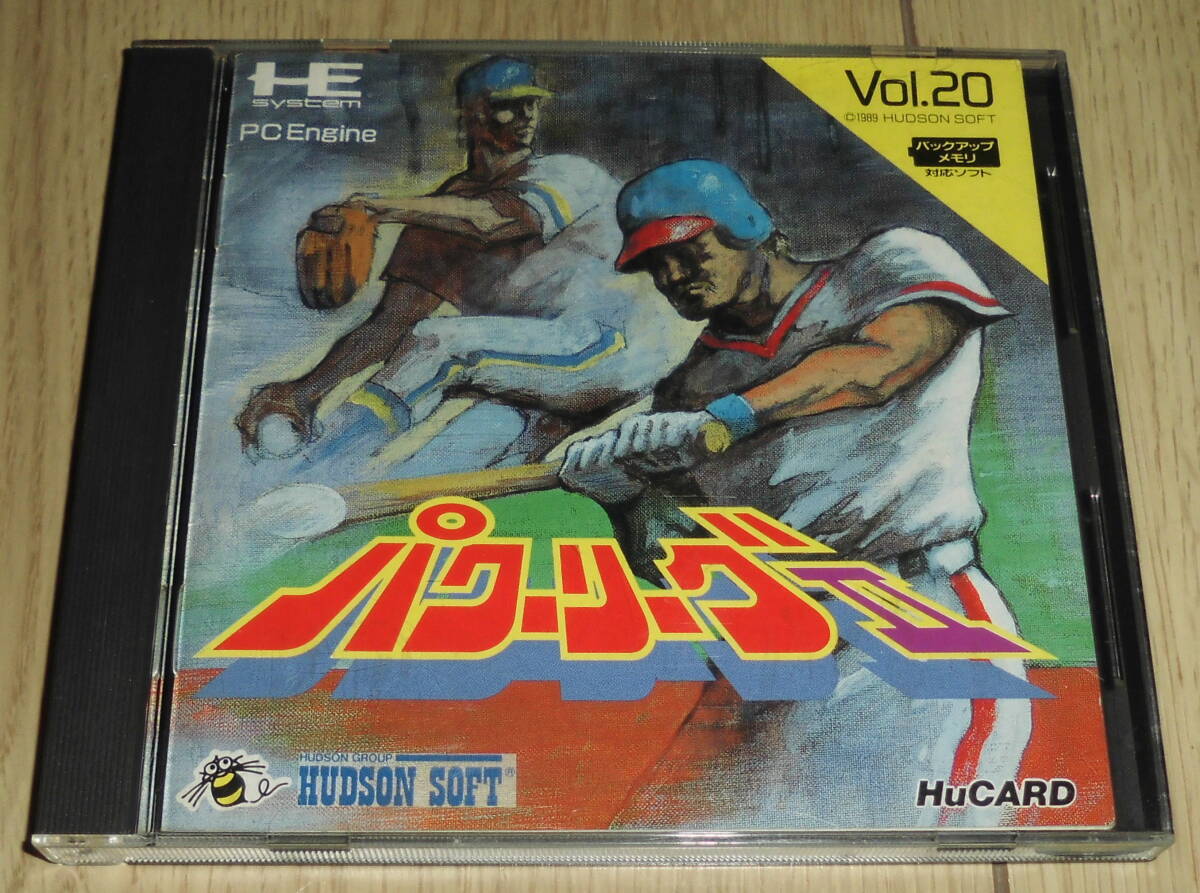 HE
system
PC Engine
Vol.20
©1989 HUDSON SOFT
バックアップ
メモリ
対応ソフト
パワーリーグII
HUDSON GROUP
HUDSON SOFT®
HuCARD